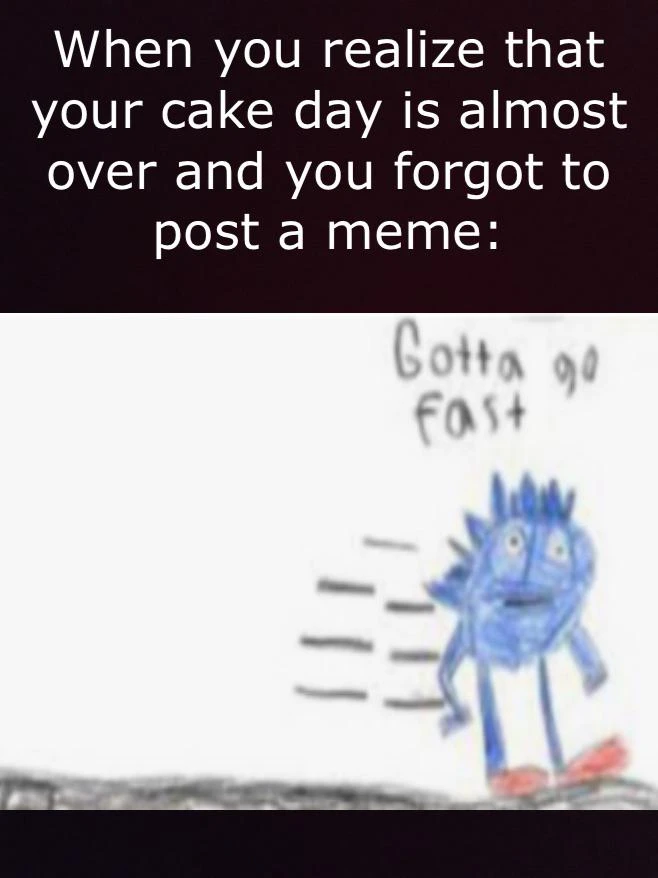 When you realize that
your cake day is almost
over and you forgot to
post a meme:
Gotta go
Fast